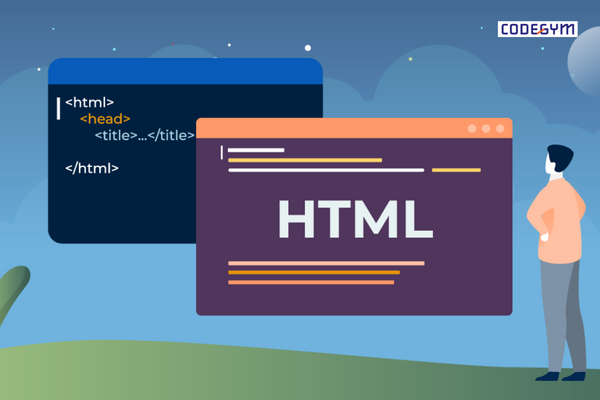 CODEGYM
<html>
<head>
<title>...</title>
</html>
HTML